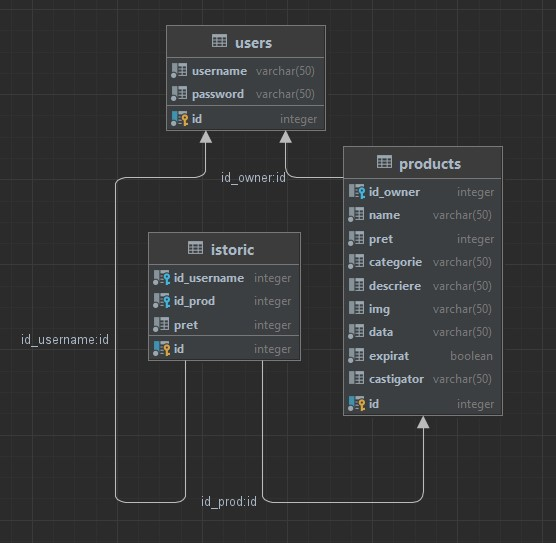 users
username varchar(50)
password varchar(50)
id integer
id_owner:id
products
id_owner integer
name varchar(50)
pret integer
categorie varchar(50)
descriere varchar(50)
img varchar(50)
data varchar(50)
expirat boolean
castigator varchar(50)
id integer
istoric
id_username integer
id_prod integer
pret integer
id integer
id_username:id
id_prod:id